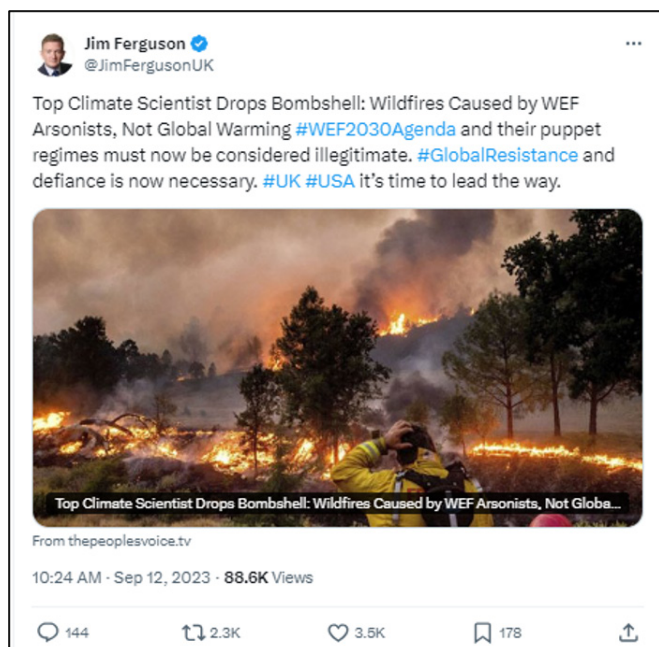 Jim Ferguson
@JimFergusonUK
Top Climate Scientist Drops Bombshell: Wildfires Caused by WEF
Arsonists, Not Global Warming #WEF2030Agenda and their puppet
regimes must now be considered illegitimate. #GlobalResistance and
defiance is now necessary. #UK #USA it’s time to lead the way.
Top Climate Scientist Drops Bombshell: Wildfires Caused by WEF Arsonists, Not Globa...
From thepeoplesvoice.tv
10:24 AM · Sep 12, 2023 · 88.6K Views
144 2.3K 3.5K 178